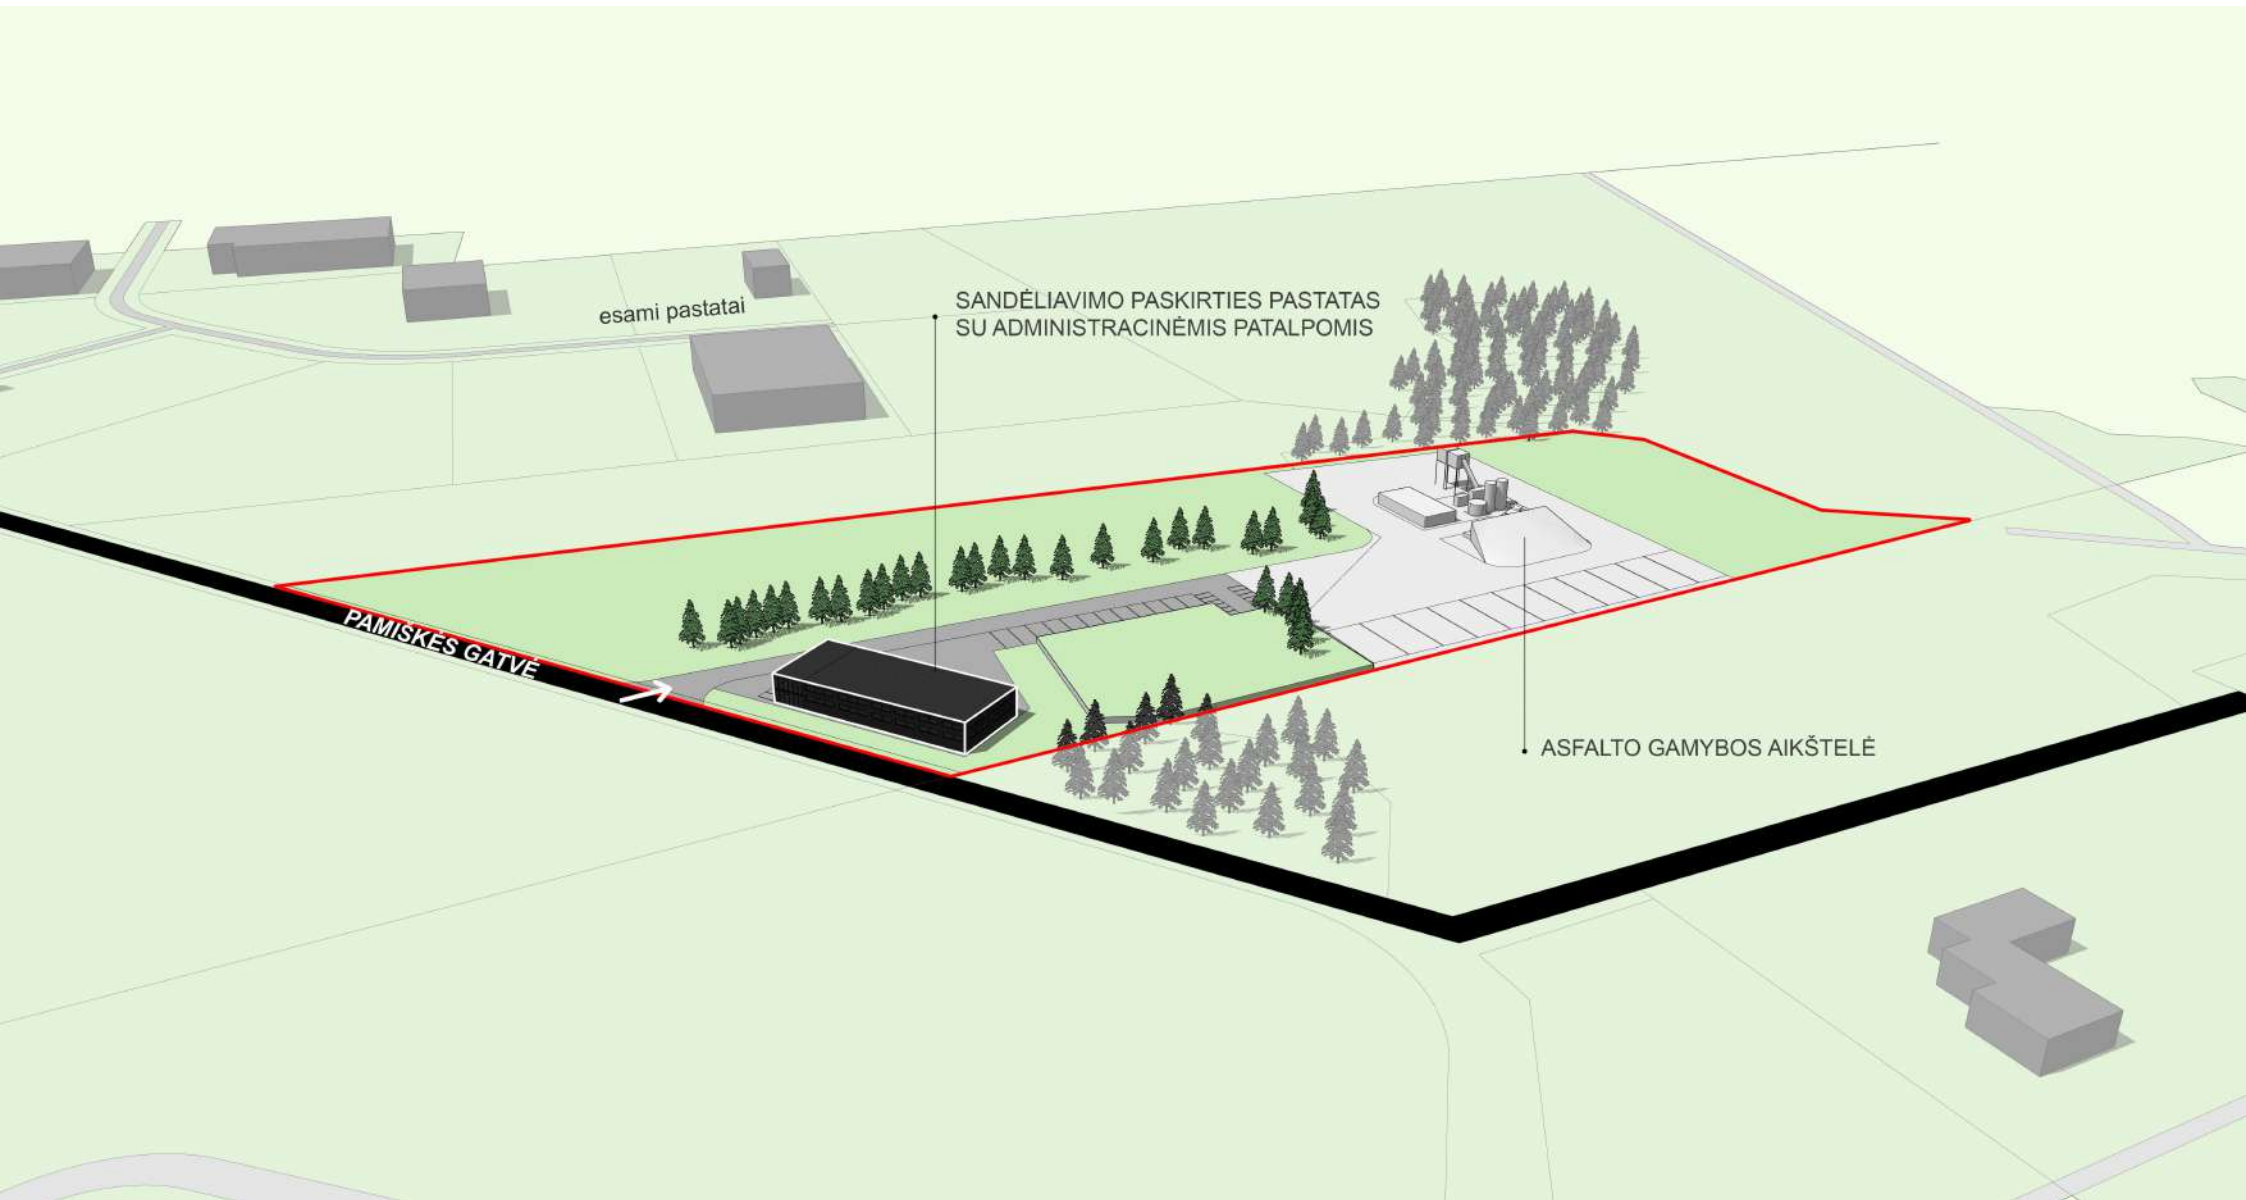 esami pastatai
SANDĖLIAVIMO PASKIRTIES PASTATAS
SU ADMINISTRACINĖMIS PATALPOMIS
PAMIŠKĖS GATVĖ
ASFALTO GAMYBOS AIKŠTELĖ